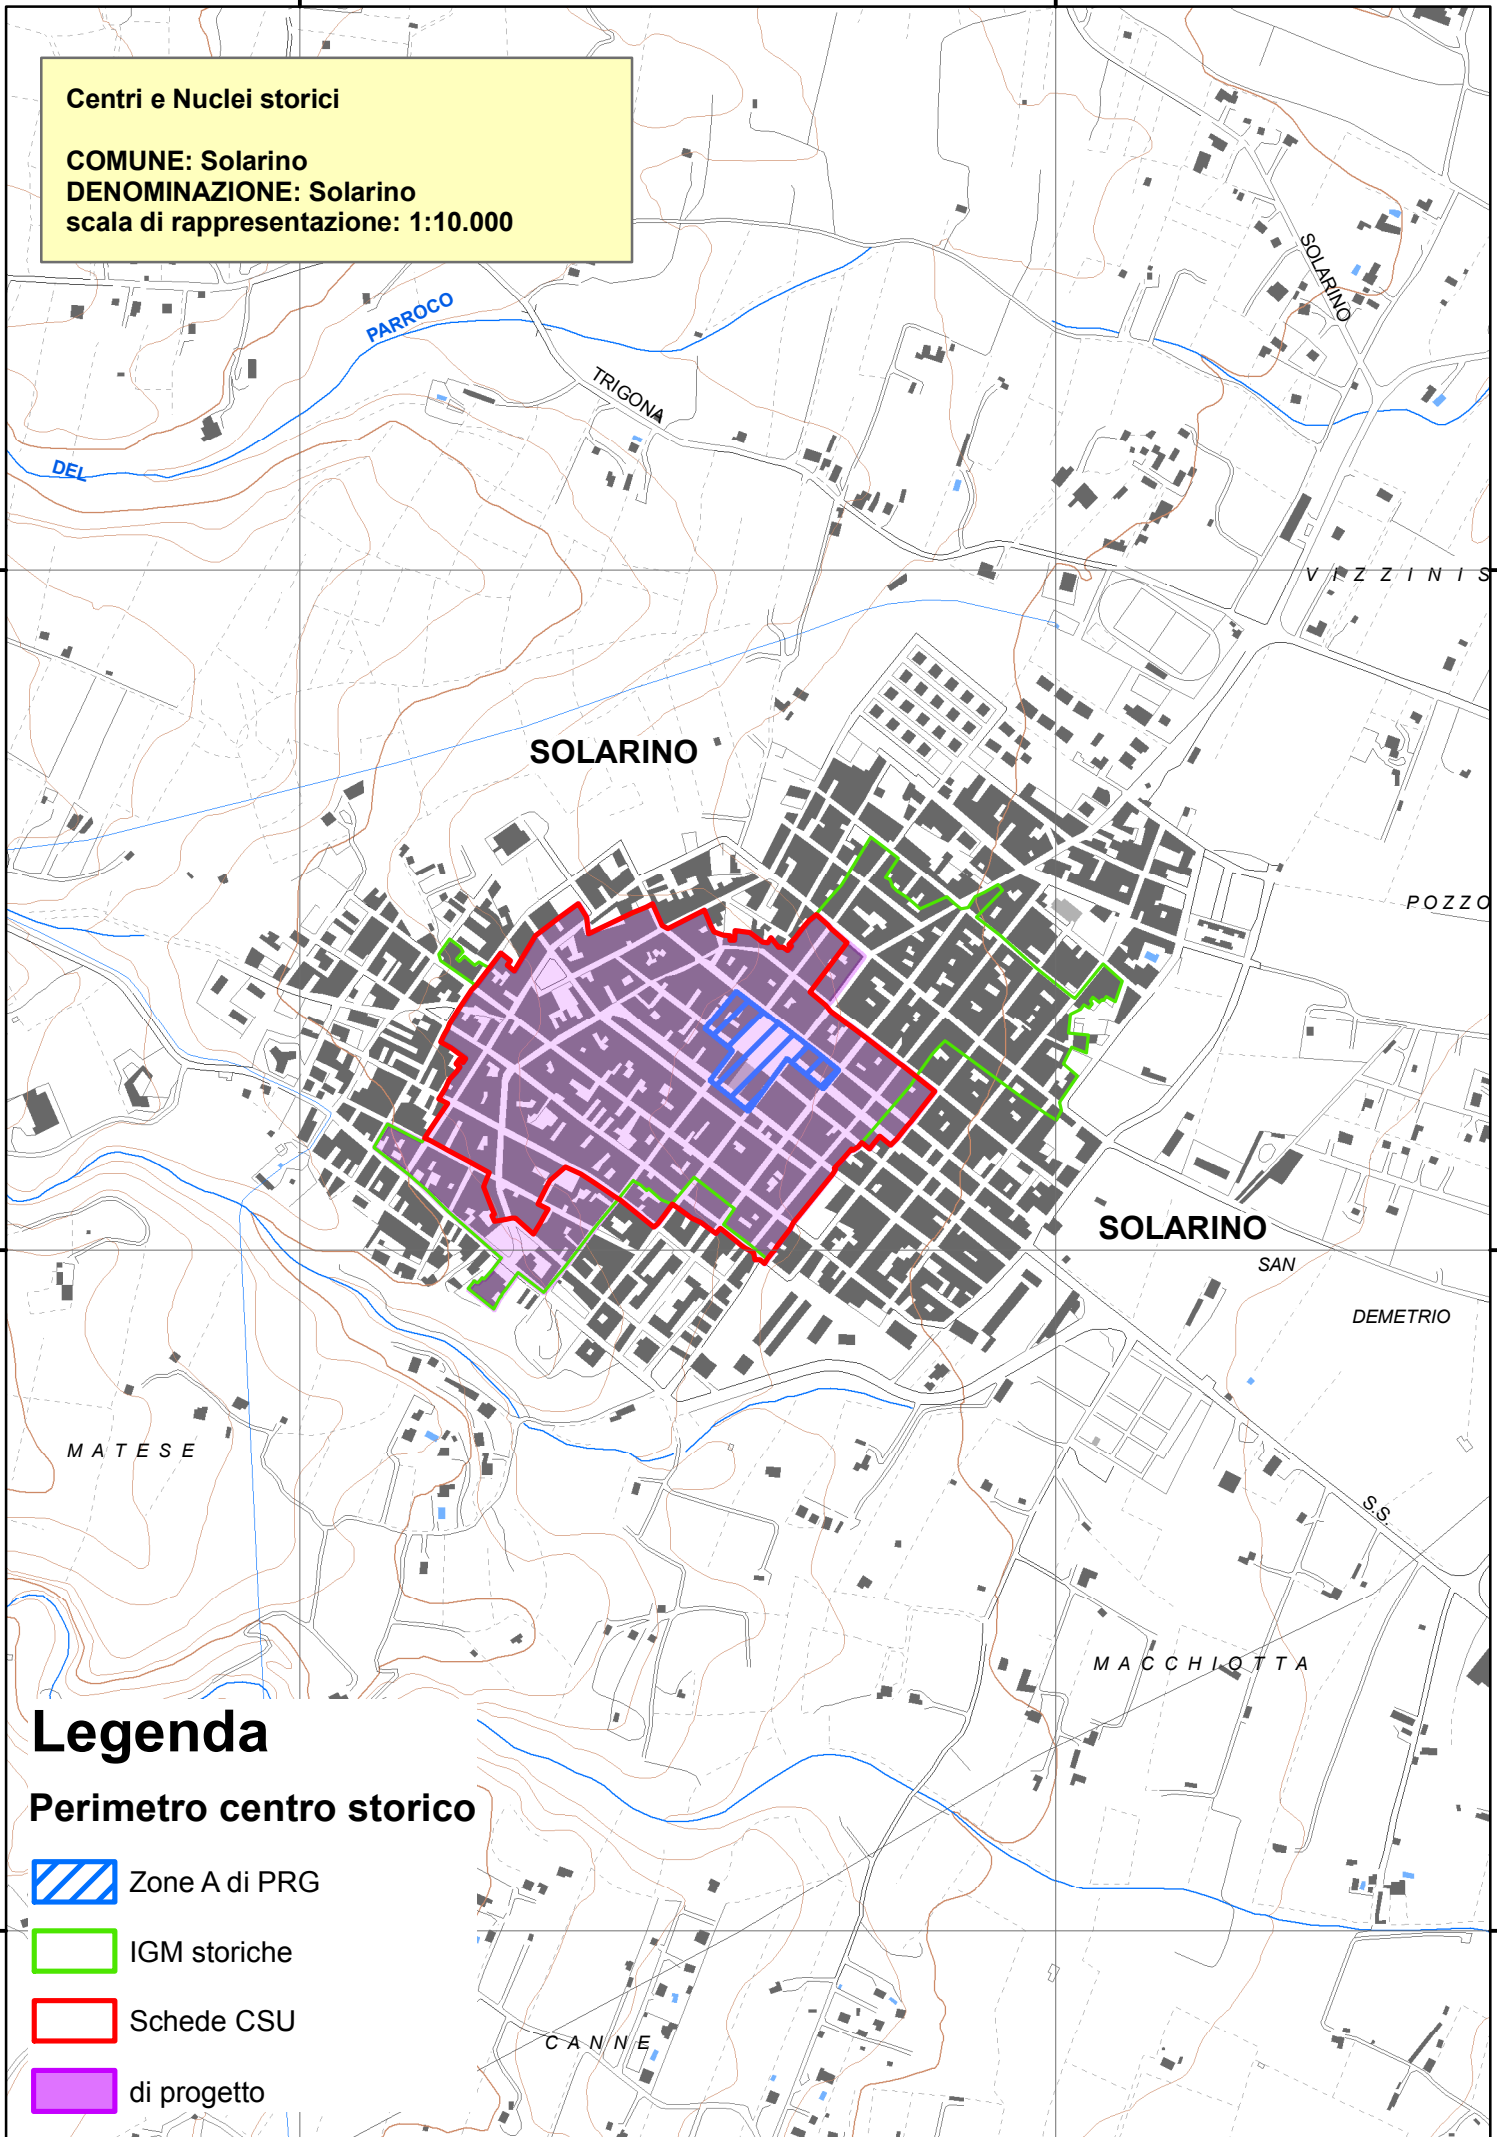 Centri e Nuclei storici
COMUNE: Solarino
DENOMINAZIONE: Solarino
scala di rappresentazione: 1:10.000
SOLARINO
PARROCO
TRIGONA
DEL
VIZZINIS
SOLARINO
POZZO
SOLARINO
SAN
DEMETRIO
MATESE
S.S.
MACCHIOTTA
Legenda
Perimetro centro storico
Zone A di PRG
IGM storiche
Schede CSU
di progetto
CANNE